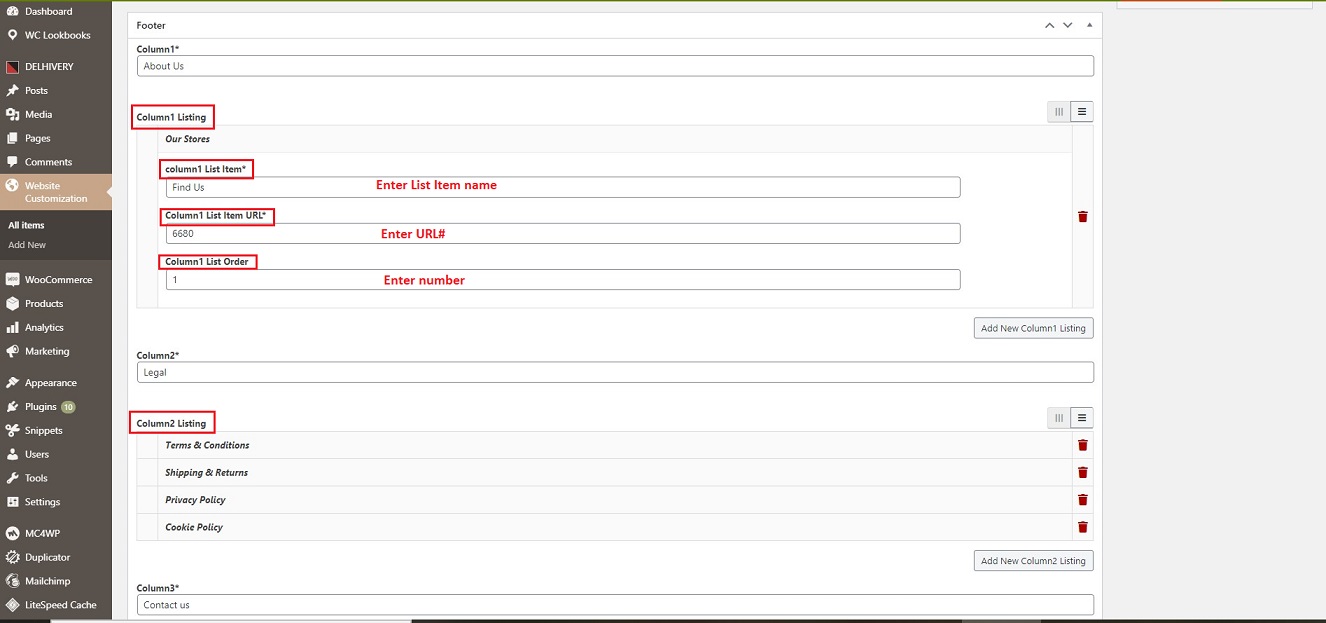 Dashboard
WC Lookbooks
DELHIVERY
Posts
Media
Pages
Comments
Website
Customization
All items
Add New
WooCommerce
Products
Analytics
Marketing
Appearance
Plugins 10
Snippets
Users
Tools
Settings
MC4WP
Duplicator
Mailchimp
LiteSpeed Cache
Footer
Column1*
About Us
Column1 Listing
Our Stores
column1 List Item*
Find Us Enter List Item name
Column1 List Item URL*
6680 Enter URL#
Column1 List Order
1 Enter number
Add New Column1 Listing
Column2*
Legal
Column2 Listing
Terms & Conditions
Shipping & Returns
Privacy Policy
Cookie Policy
Add New Column2 Listing
Column3*
Contact us